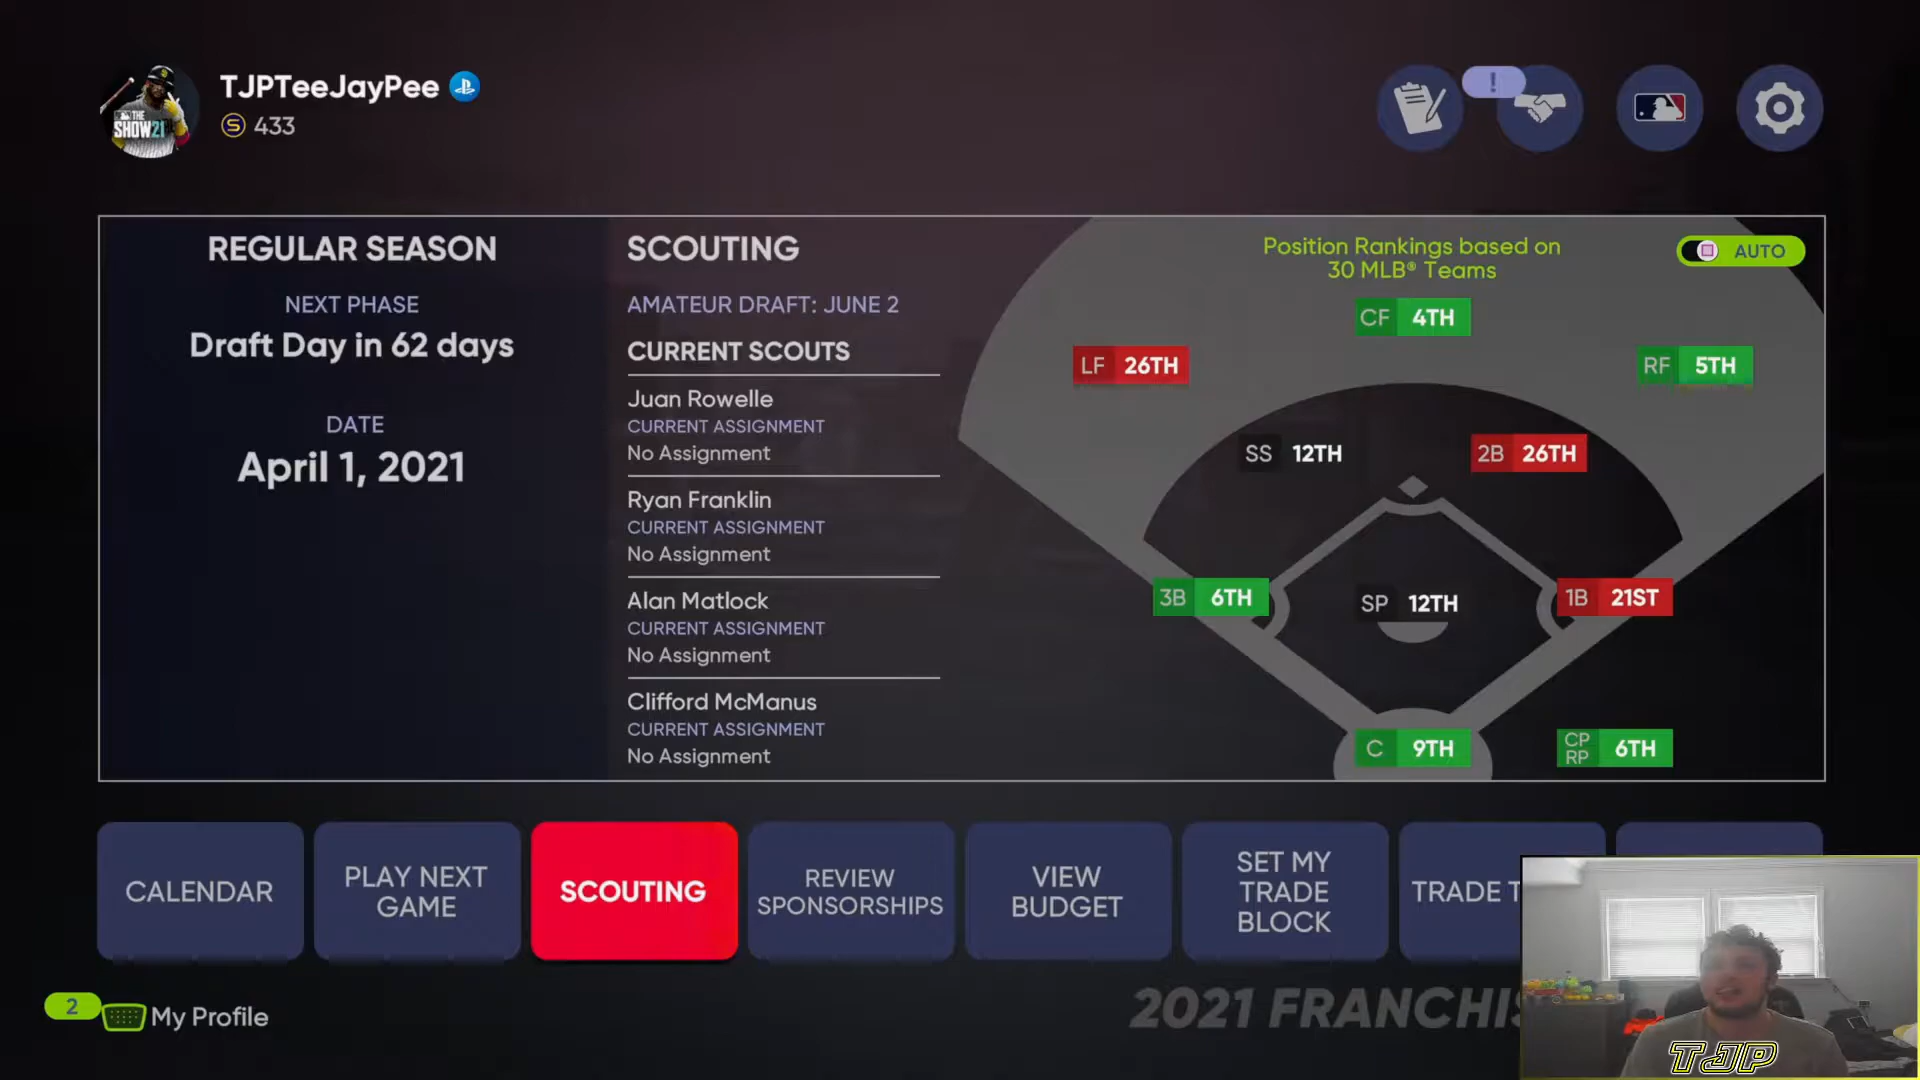 TJPTeeJayPee
433
THE
SHOW21
!
REGULAR SEASON
NEXT PHASE
Draft Day in 62 days
DATE
April 1, 2021
SCOUTING
AMATEUR DRAFT: JUNE 2
CURRENT SCOUTS
Juan Rowelle
CURRENT ASSIGNMENT
No Assignment
Ryan Franklin
CURRENT ASSIGNMENT
No Assignment
Alan Matlock
CURRENT ASSIGNMENT
No Assignment
Clifford McManus
CURRENT ASSIGNMENT
No Assignment
Position Rankings based on
30 MLB® Teams
AUTO
CF 4TH
LF 26TH
RF 5TH
SS 12TH
2B 26TH
3B 6TH
SP 12TH
1B 21ST
C 9TH
CP
RP 6TH
CALENDAR
PLAY NEXT
GAME
SCOUTING
REVIEW
SPONSORSHIPS
VIEW
BUDGET
SET MY
TRADE
BLOCK
TRADE T
2 My Profile
2021 FRANCHIS
TJP